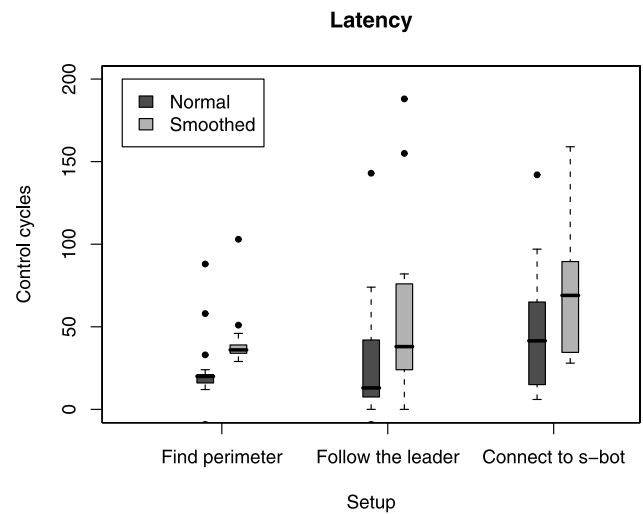 Latency
200
150
100
50
0
Control cycles
Normal
Smoothed
Find perimeter
Follow the leader
Connect to s−bot
Setup